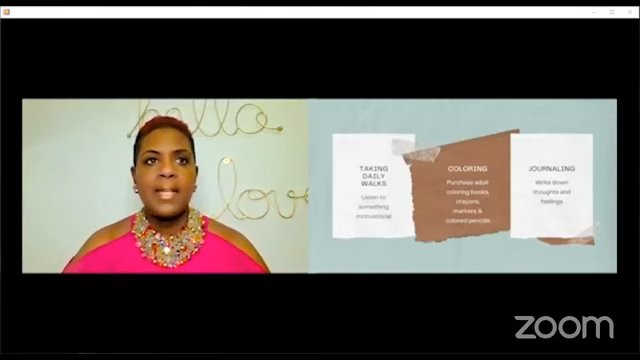 hello.
love
TAKING
DAILY
WALKS
Listen to
something
motivational
COLORING
Purchase adult
coloring books,
crayons,
markers, &
colored pencils
JOURNALING
Write down
thoughts and
feelings
zoom